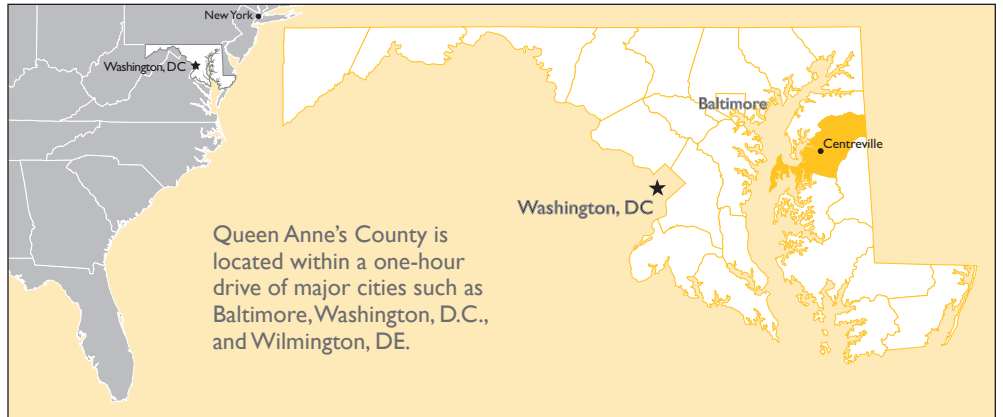 New York
Washington, DC
Baltimore
Centreville
Washington, DC
Queen Anne's County is
located within a one-hour
drive of major cities such as
Baltimore, Washington, D.C.,
and Wilmington, DE.